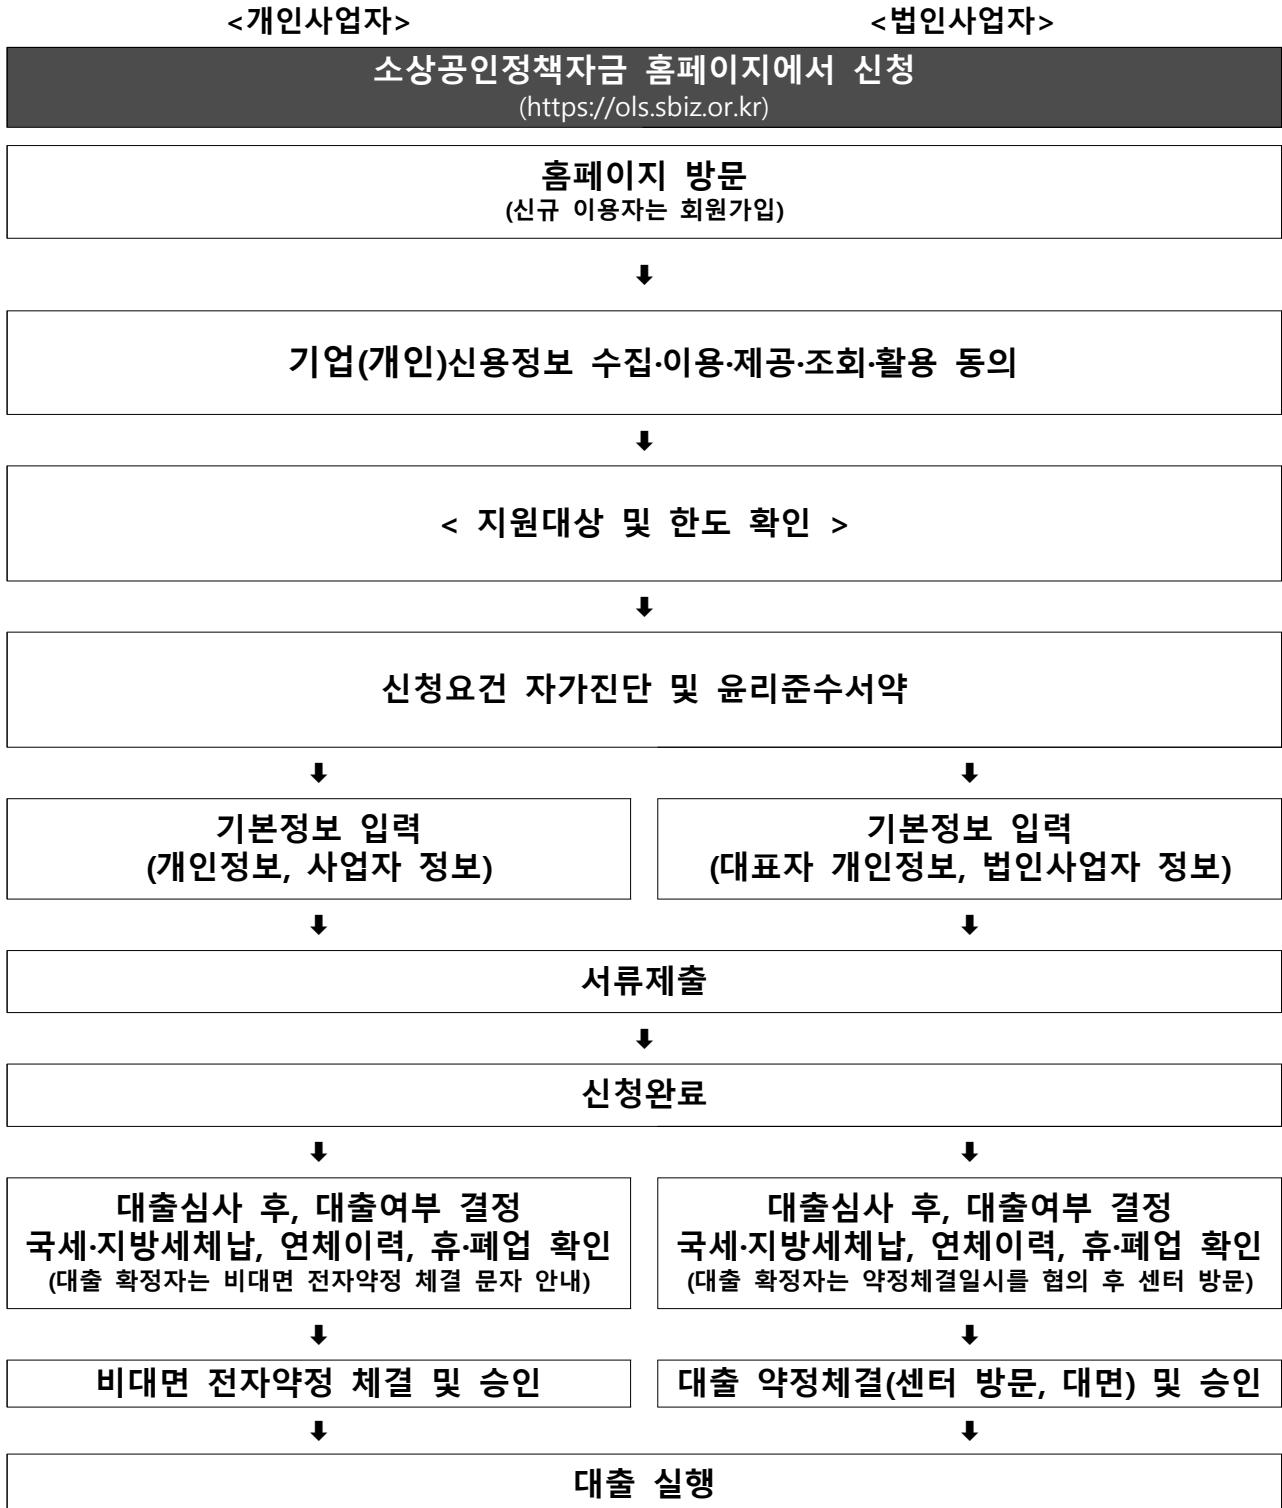 <개인사업자> <법인사업자>
소상공인정책자금 홈페이지에서 신청
(https://ols.sbiz.or.kr)
홈페이지 방문
(신규 이용자는 회원가입)
⬇
기업(개인)신용정보 수집·이용·제공·조회·활용 동의
⬇
< 지원대상 및 한도 확인 >
⬇
신청요건 자가진단 및 윤리준수서약
⬇ ⬇
기본정보 입력
(개인정보, 사업자 정보)
기본정보 입력
(대표자 개인정보, 법인사업자 정보)
⬇ ⬇
서류제출
⬇
신청완료
⬇ ⬇
대출심사 후, 대출여부 결정
국세·지방세체납, 연체이력, 휴·폐업 확인
(대출 확정자는 비대면 전자약정 체결 문자 안내)
대출심사 후, 대출여부 결정
국세·지방세체납, 연체이력, 휴·폐업 확인
(대출 확정자는 약정체결일시를 협의 후 센터 방문)
⬇ ⬇
비대면 전자약정 체결 및 승인
대출 약정체결(센터 방문, 대면) 및 승인
⬇ ⬇
대출 실행